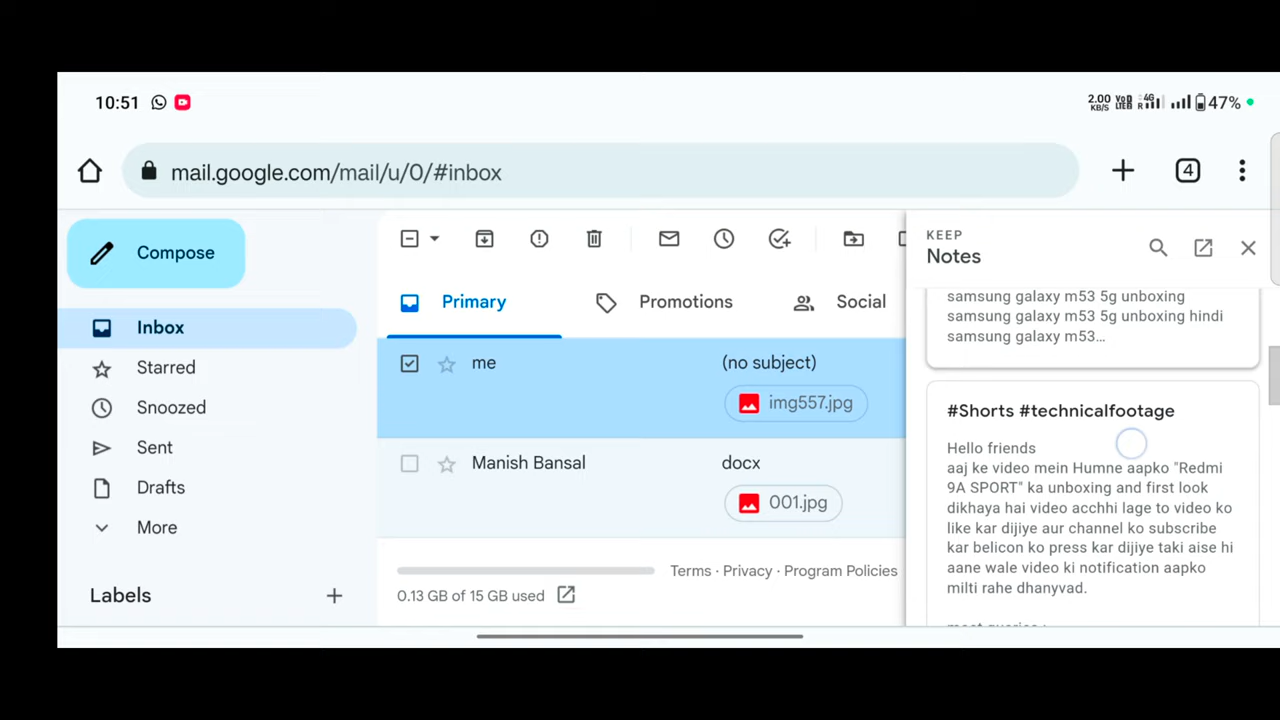 10:51
2.00 KB/S
4G
R
47%
mail.google.com/mail/u/0/#inbox
4
Compose
Inbox
Starred
Snoozed
Sent
Drafts
More
Labels
Primary
Promotions
Social
me
(no subject)
img557.jpg
Manish Bansal
docx
001.jpg
Terms · Privacy · Program Policies
0.13 GB of 15 GB used
KEEP
Notes
samsung galaxy m53 5g unboxing
samsung galaxy m53 5g unboxing hindi
samsung galaxy m53…
#Shorts #technicalfootage
Hello friends
aaj ke video mein Humne aapko "Redmi
9A SPORT" ka unboxing and first look
dikhaya hai video acchhi lage to video ko
like kar dijiye aur channel ko subscribe
kar belicon ko press kar dijiye taki aise hi
aane wale video ki notification aapko
milti rahe dhanyvad.